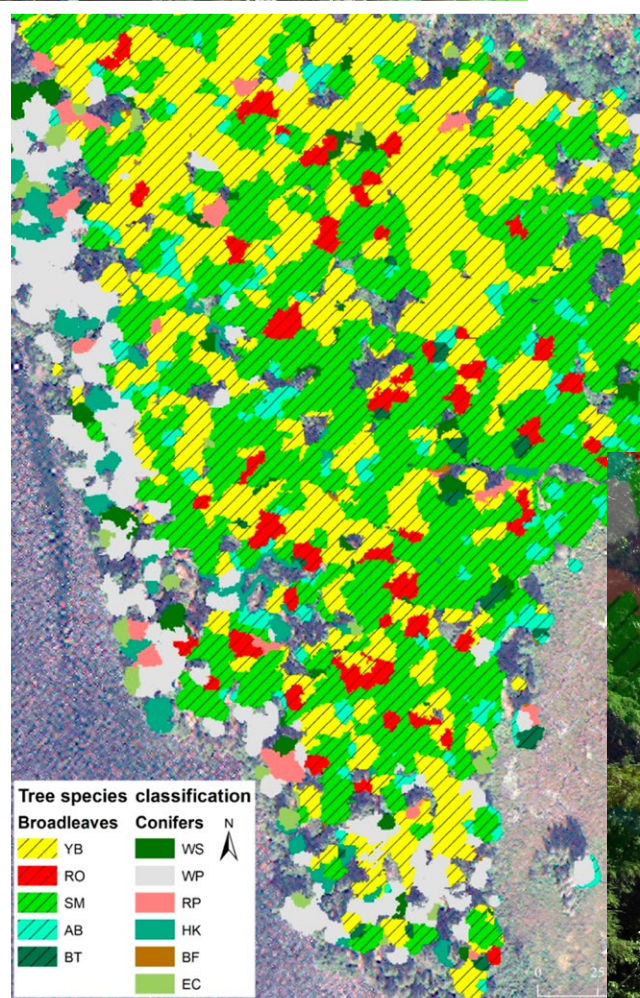 Tree species classification
Broadleaves Conifers N
YB WS
RO WP
SM RP
AB HK
BT BF
EC
0 25